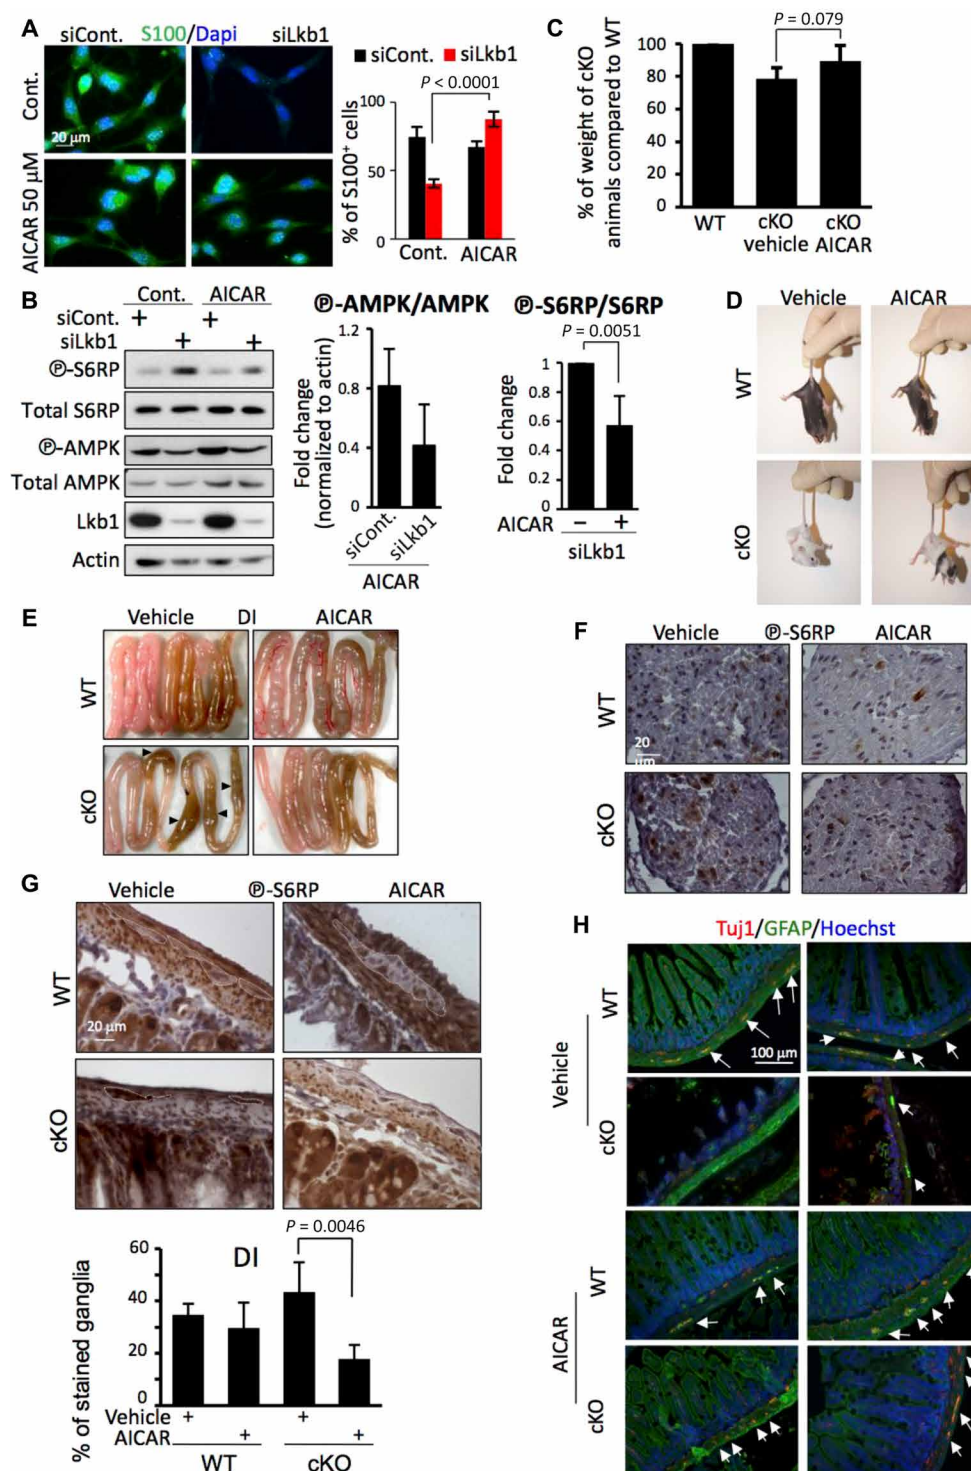 A
siCont. S100/Dapi siLkb1
Cont.
20 µm
AICAR 50 µM
siCont. siLkb1
P < 0.0001
% of S100+ cells
100
50
0
Cont. AICAR
C
P = 0.079
% of weight of cKO
animals compared to WT
100
80
60
40
20
0
WT
cKO
vehicle
cKO
AICAR
B
Cont. AICAR
siCont. + +
siLkb1 + +
Ⓟ-S6RP
Total S6RP
Ⓟ-AMPK
Total AMPK
Lkb1
Actin
Ⓟ-AMPK/AMPK
Fold change
(normalized to actin)
1.2
0.8
0.4
0
siCont.
siLkb1
AICAR
Ⓟ-S6RP/S6RP
P = 0.0051
Fold change
1
0.8
0.6
0.4
0.2
0
AICAR − +
siLkb1
D
Vehicle AICAR
WT
cKO
E
Vehicle DI AICAR
WT
cKO
F
Vehicle Ⓟ-S6RP AICAR
WT
20
µm
cKO
G
Vehicle Ⓟ-S6RP AICAR
WT
20 µm
cKO
P = 0.0046
DI
% of stained ganglia
60
40
20
0
Vehicle + +
AICAR + +
WT cKO
H
Tuj1/GFAP/Hoechst
WT
100 µm
Vehicle
cKO
WT
AICAR
cKO